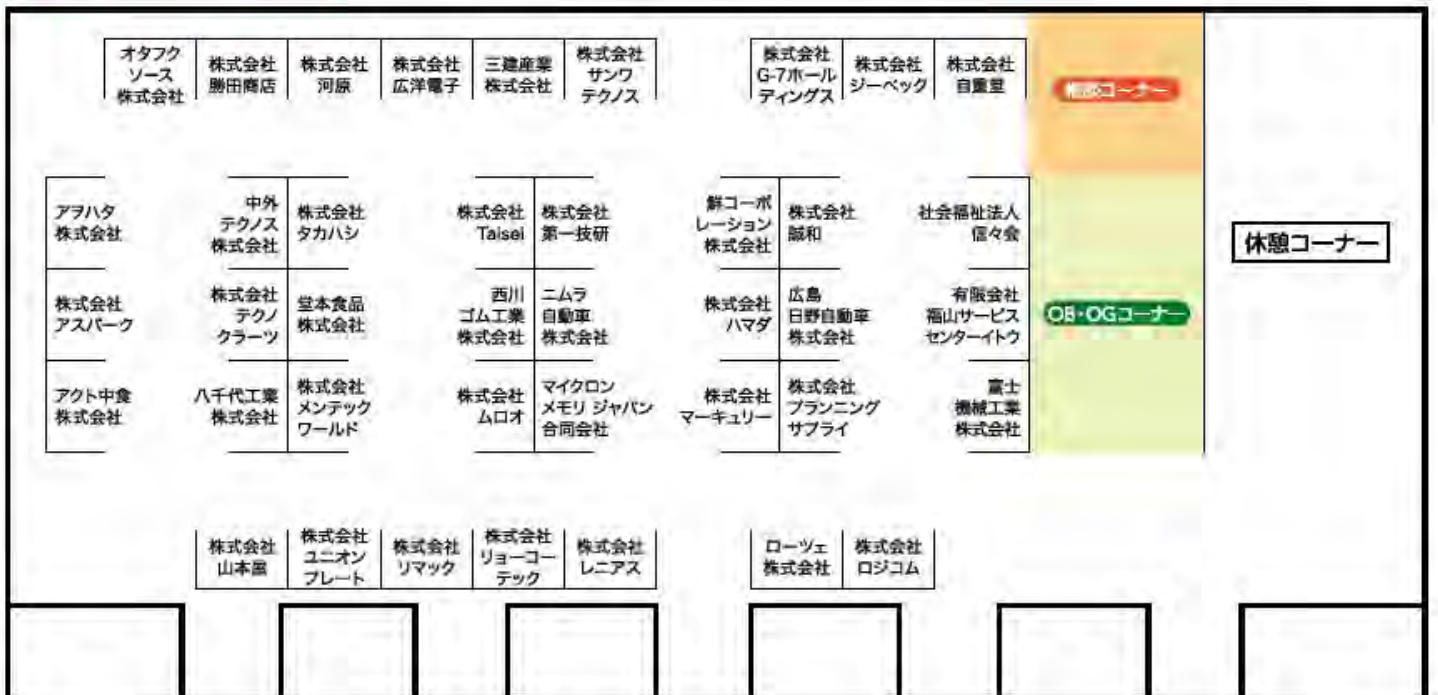 オタフク
ソース
株式会社
株式会社
勝田商店
株式会社
河原
株式会社
広洋電子
三建産業
株式会社
株式会社
サンワ
テクノス
株式会社
G-7ホール
ディングス
株式会社
ジーベック
株式会社
自重堂
相談コーナー
アヲハタ
株式会社
中外
テクノス
株式会社
株式会社
タカハシ
株式会社
Taisei
株式会社
第一技研
鮮コーポ
レーション
株式会社
株式会社
誠和
社会福祉法人
信々会
休憩コーナー
株式会社
アスパーク
株式会社
テクノ
クラーツ
堂本食品
株式会社
西川
ゴム工業
株式会社
ニムラ
自動車
株式会社
株式会社
ハマダ
広島
日野自動車
株式会社
有限会社
福山サービス
センターイトウ
OB・OGコーナー
アクト中食
株式会社
八千代工業
株式会社
株式会社
メンテック
ワールド
株式会社
ムロオ
マイクロン
メモリ ジャパン
合同会社
株式会社
マーキュリー
株式会社
プランニング
サプライ
富士
機械工業
株式会社
株式会社
山本屋
株式会社
ユニオン
プレート
株式会社
リマック
株式会社
リョーコー
テック
株式会社
レニアス
ローツェ
株式会社
株式会社
ロジコム